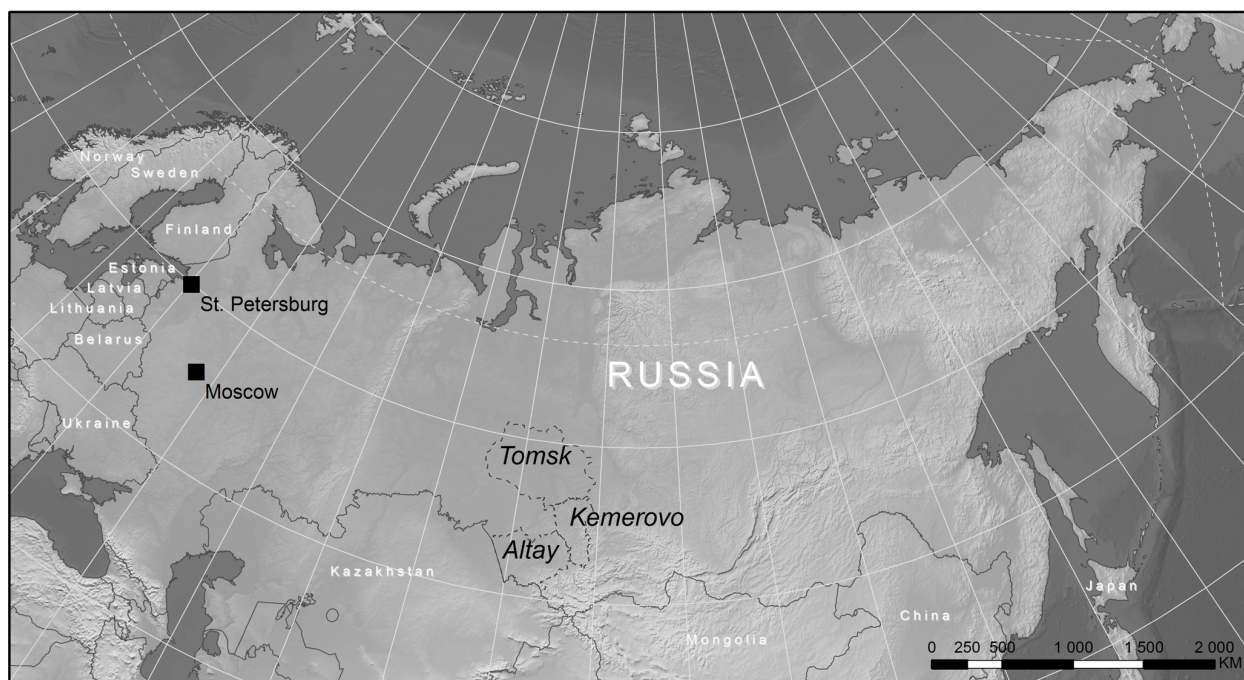 Norway
Sweden
Finland
Estonia
Latvia
Lithuania
St. Petersburg
Belarus
Moscow
RUSSIA
Ukraine
Tomsk
Kemerovo
Altay
Kazakhstan
Japan
China
Mongolia
0 250 500 1 000 1 500 2 000
KM